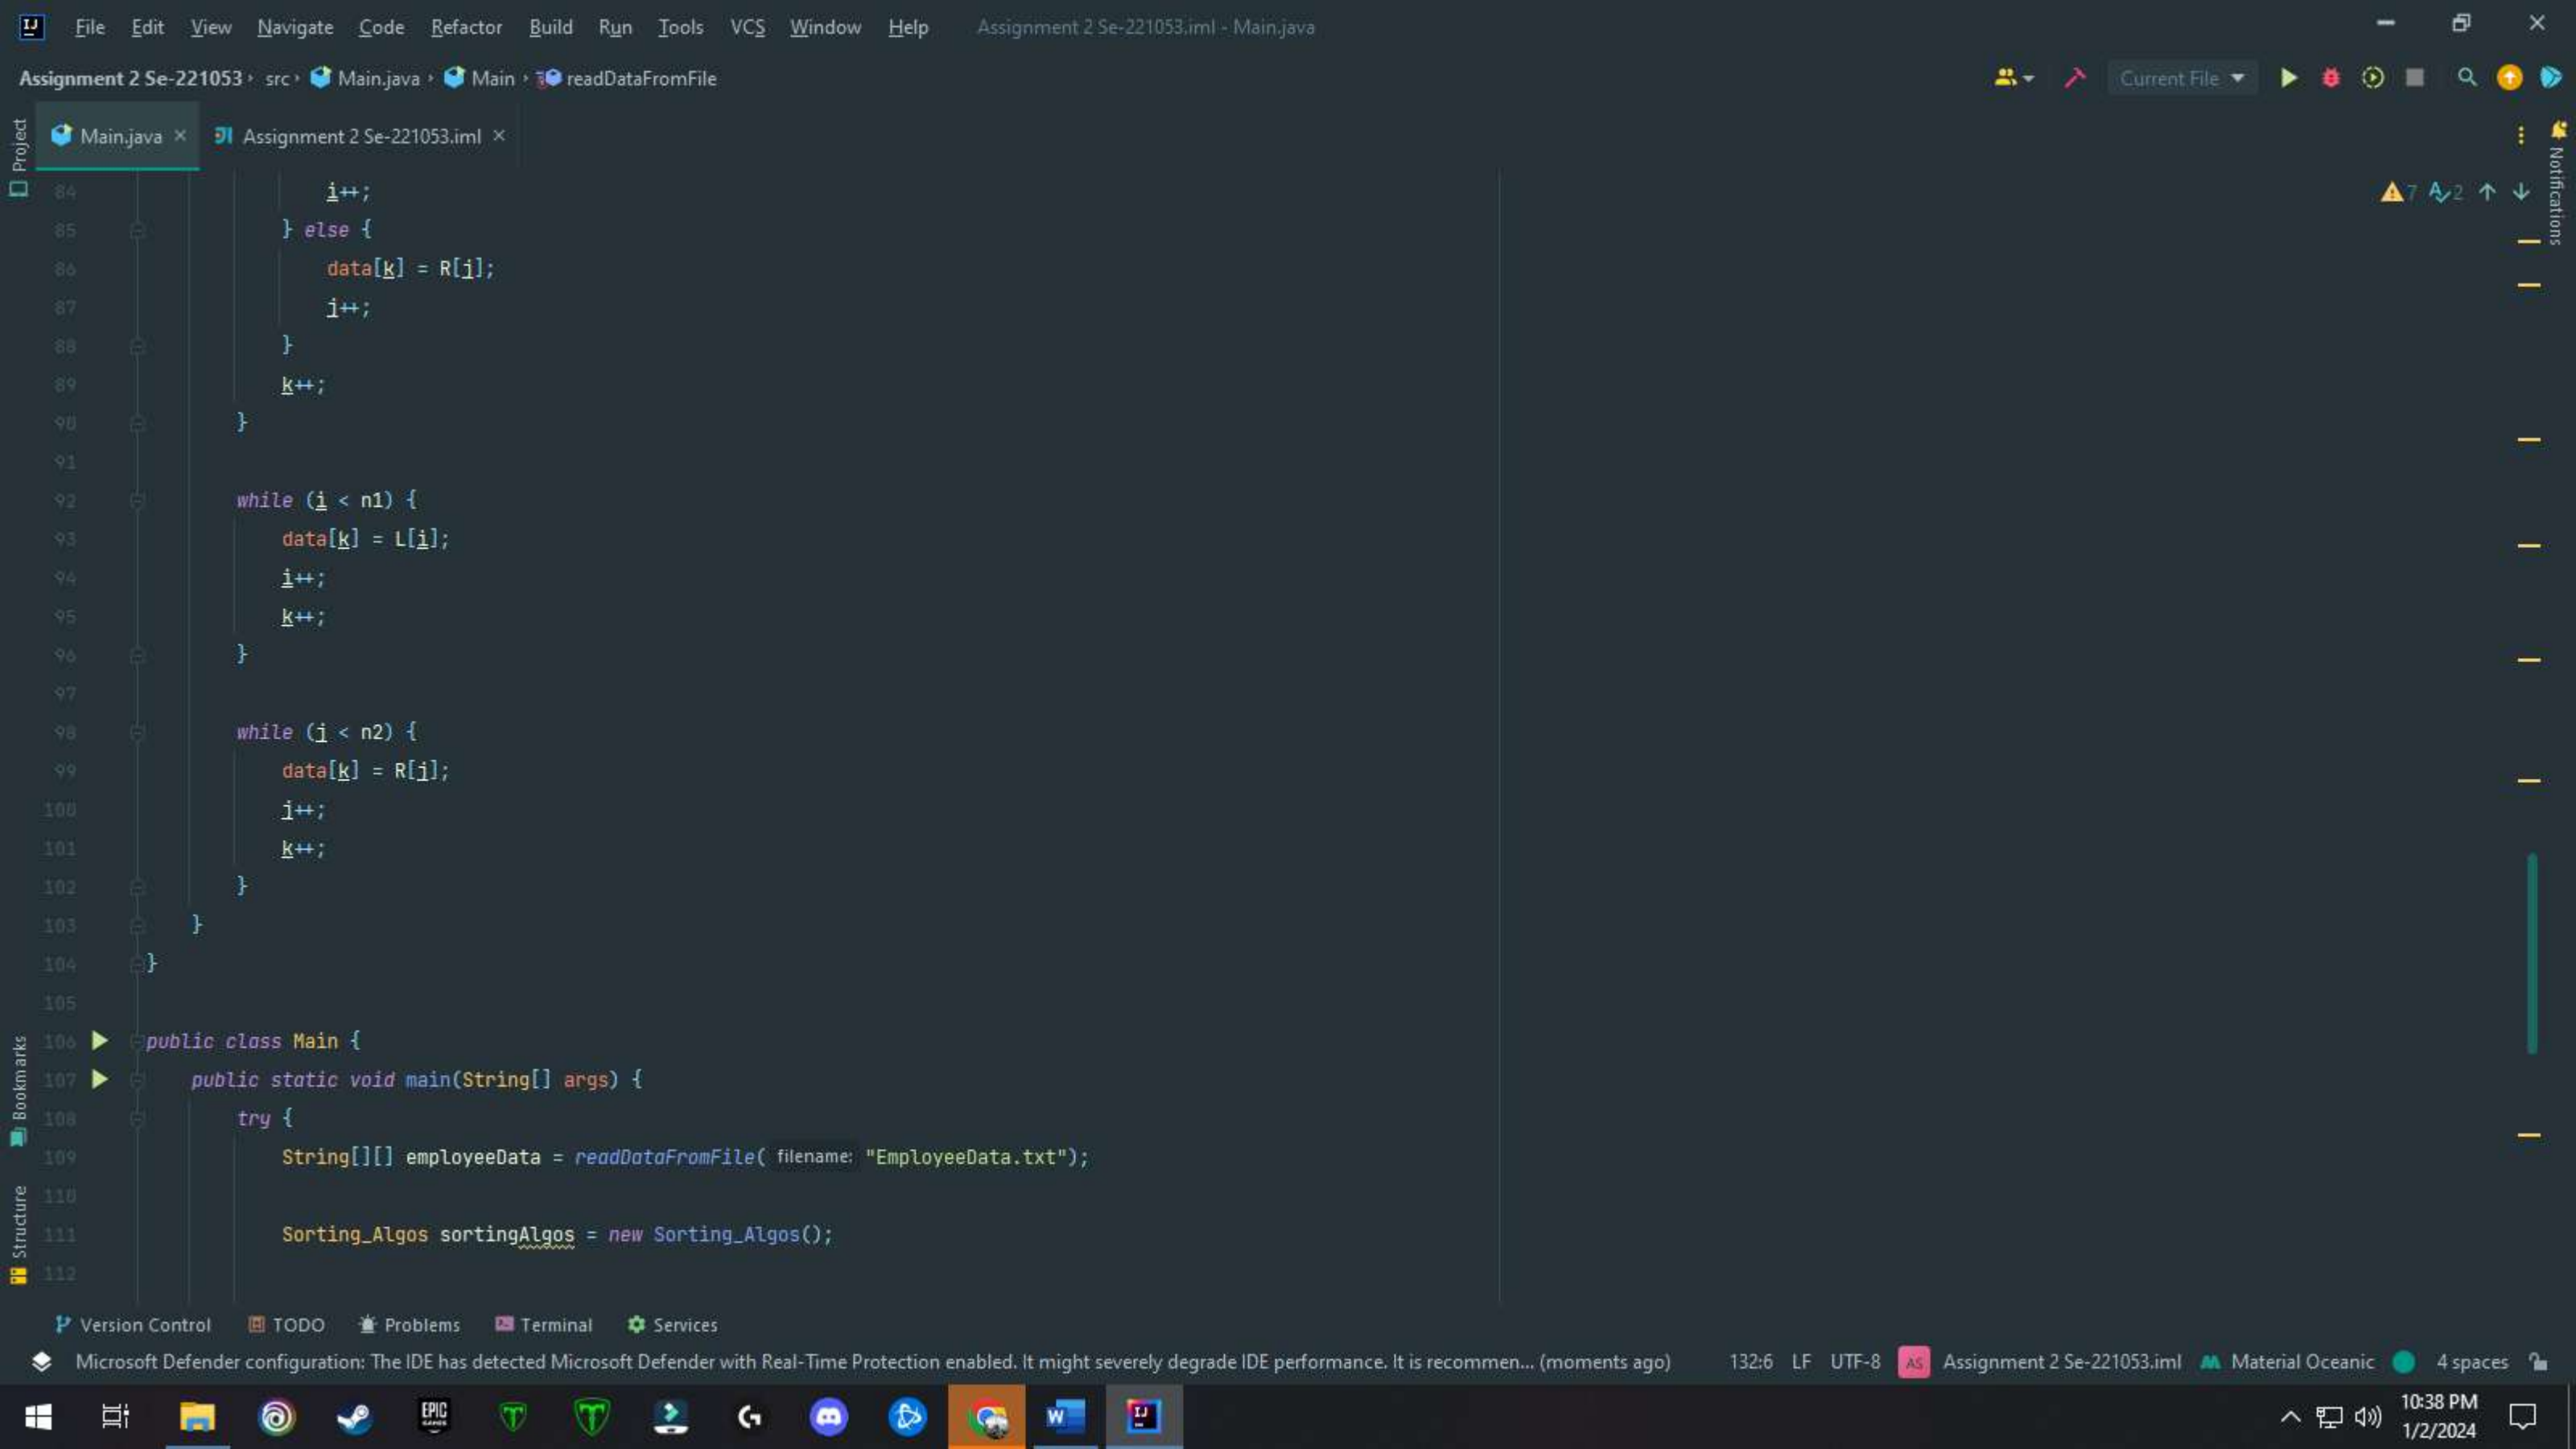 File Edit View Navigate Code Refactor Build Run Tools VCS Window Help Assignment 2 Se-221053.iml - Main.java
Assignment 2 Se-221053 src Main.java Main readDataFromFile Current File
Project
Main.java
Assignment 2 Se-221053.iml
Notifications
7 2
84 i++;
85 } else {
86 data[k] = R[j];
87 j++;
88 }
89 k++;
90 }
91
92 while (i < n1) {
93 data[k] = L[i];
94 i++;
95 k++;
96 }
97
98 while (j < n2) {
99 data[k] = R[j];
100 j++;
101 k++;
102 }
103 }
104 }
105
106 public class Main {
107 public static void main(String[] args) {
108 try {
109 String[][] employeeData = readDataFromFile( filename: "EmployeeData.txt");
110
111 Sorting_Algos sortingAlgos = new Sorting_Algos();
112
Bookmarks
Structure
Version Control TODO Problems Terminal Services
Microsoft Defender configuration: The IDE has detected Microsoft Defender with Real-Time Protection enabled. It might severely degrade IDE performance. It is recommen... (moments ago) 132:6 LF UTF-8 AS Assignment 2 Se-221053.iml Material Oceanic 4 spaces
EPIC GAMES
W
IJ
10:38 PM
1/2/2024